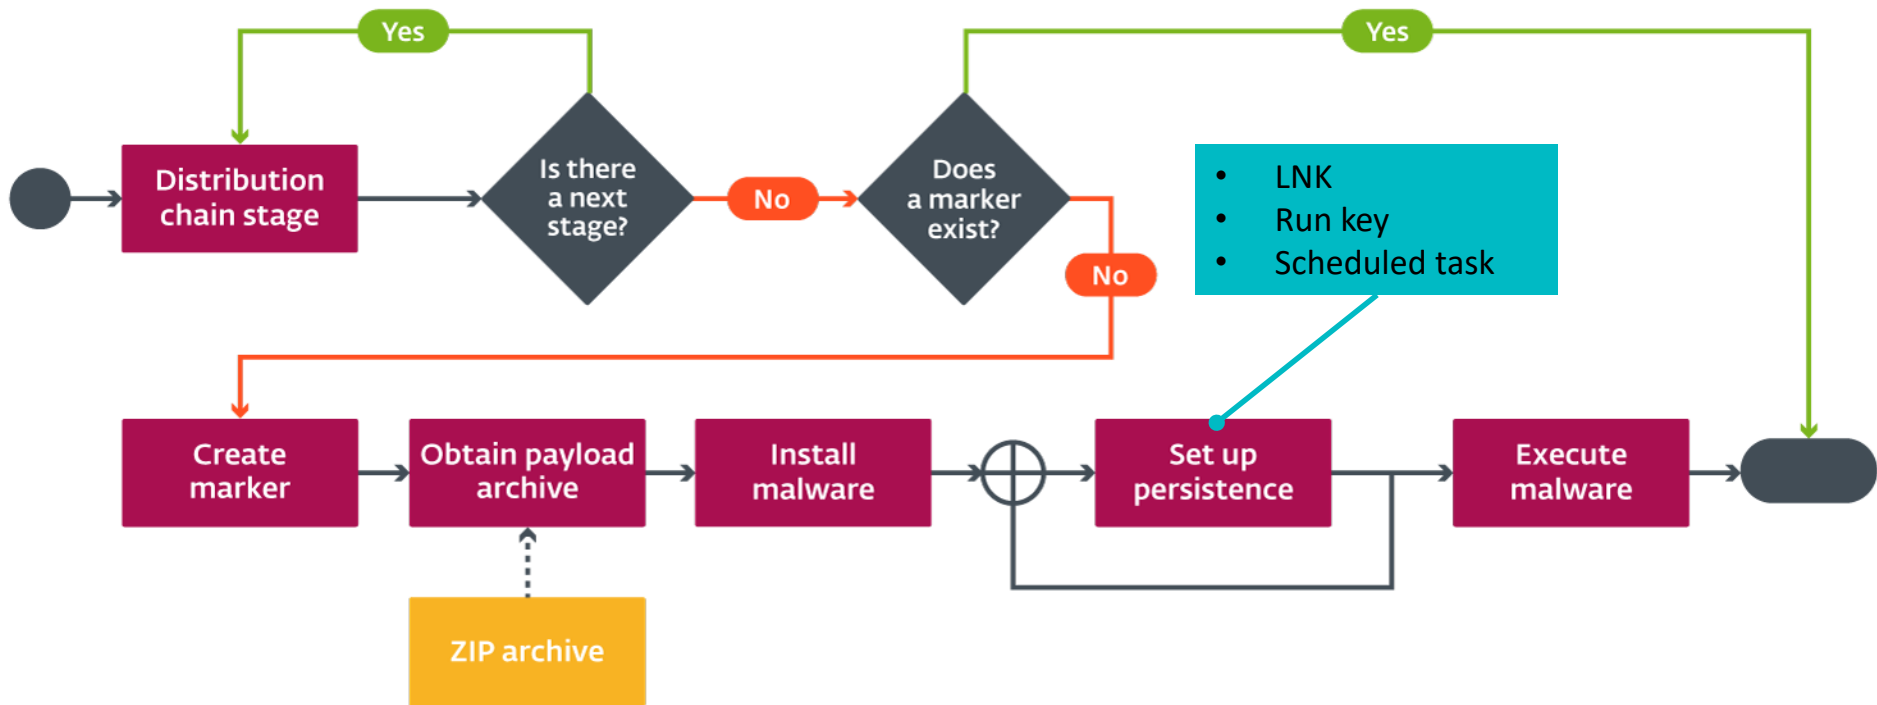 Yes
Yes
Distribution
chain stage
Is there
a next
stage?
No
Does
a marker
exist?
No
• LNK
• Run key
• Scheduled task
Create
marker
Obtain payload
archive
Install
malware
Set up
persistence
Execute
malware
ZIP archive